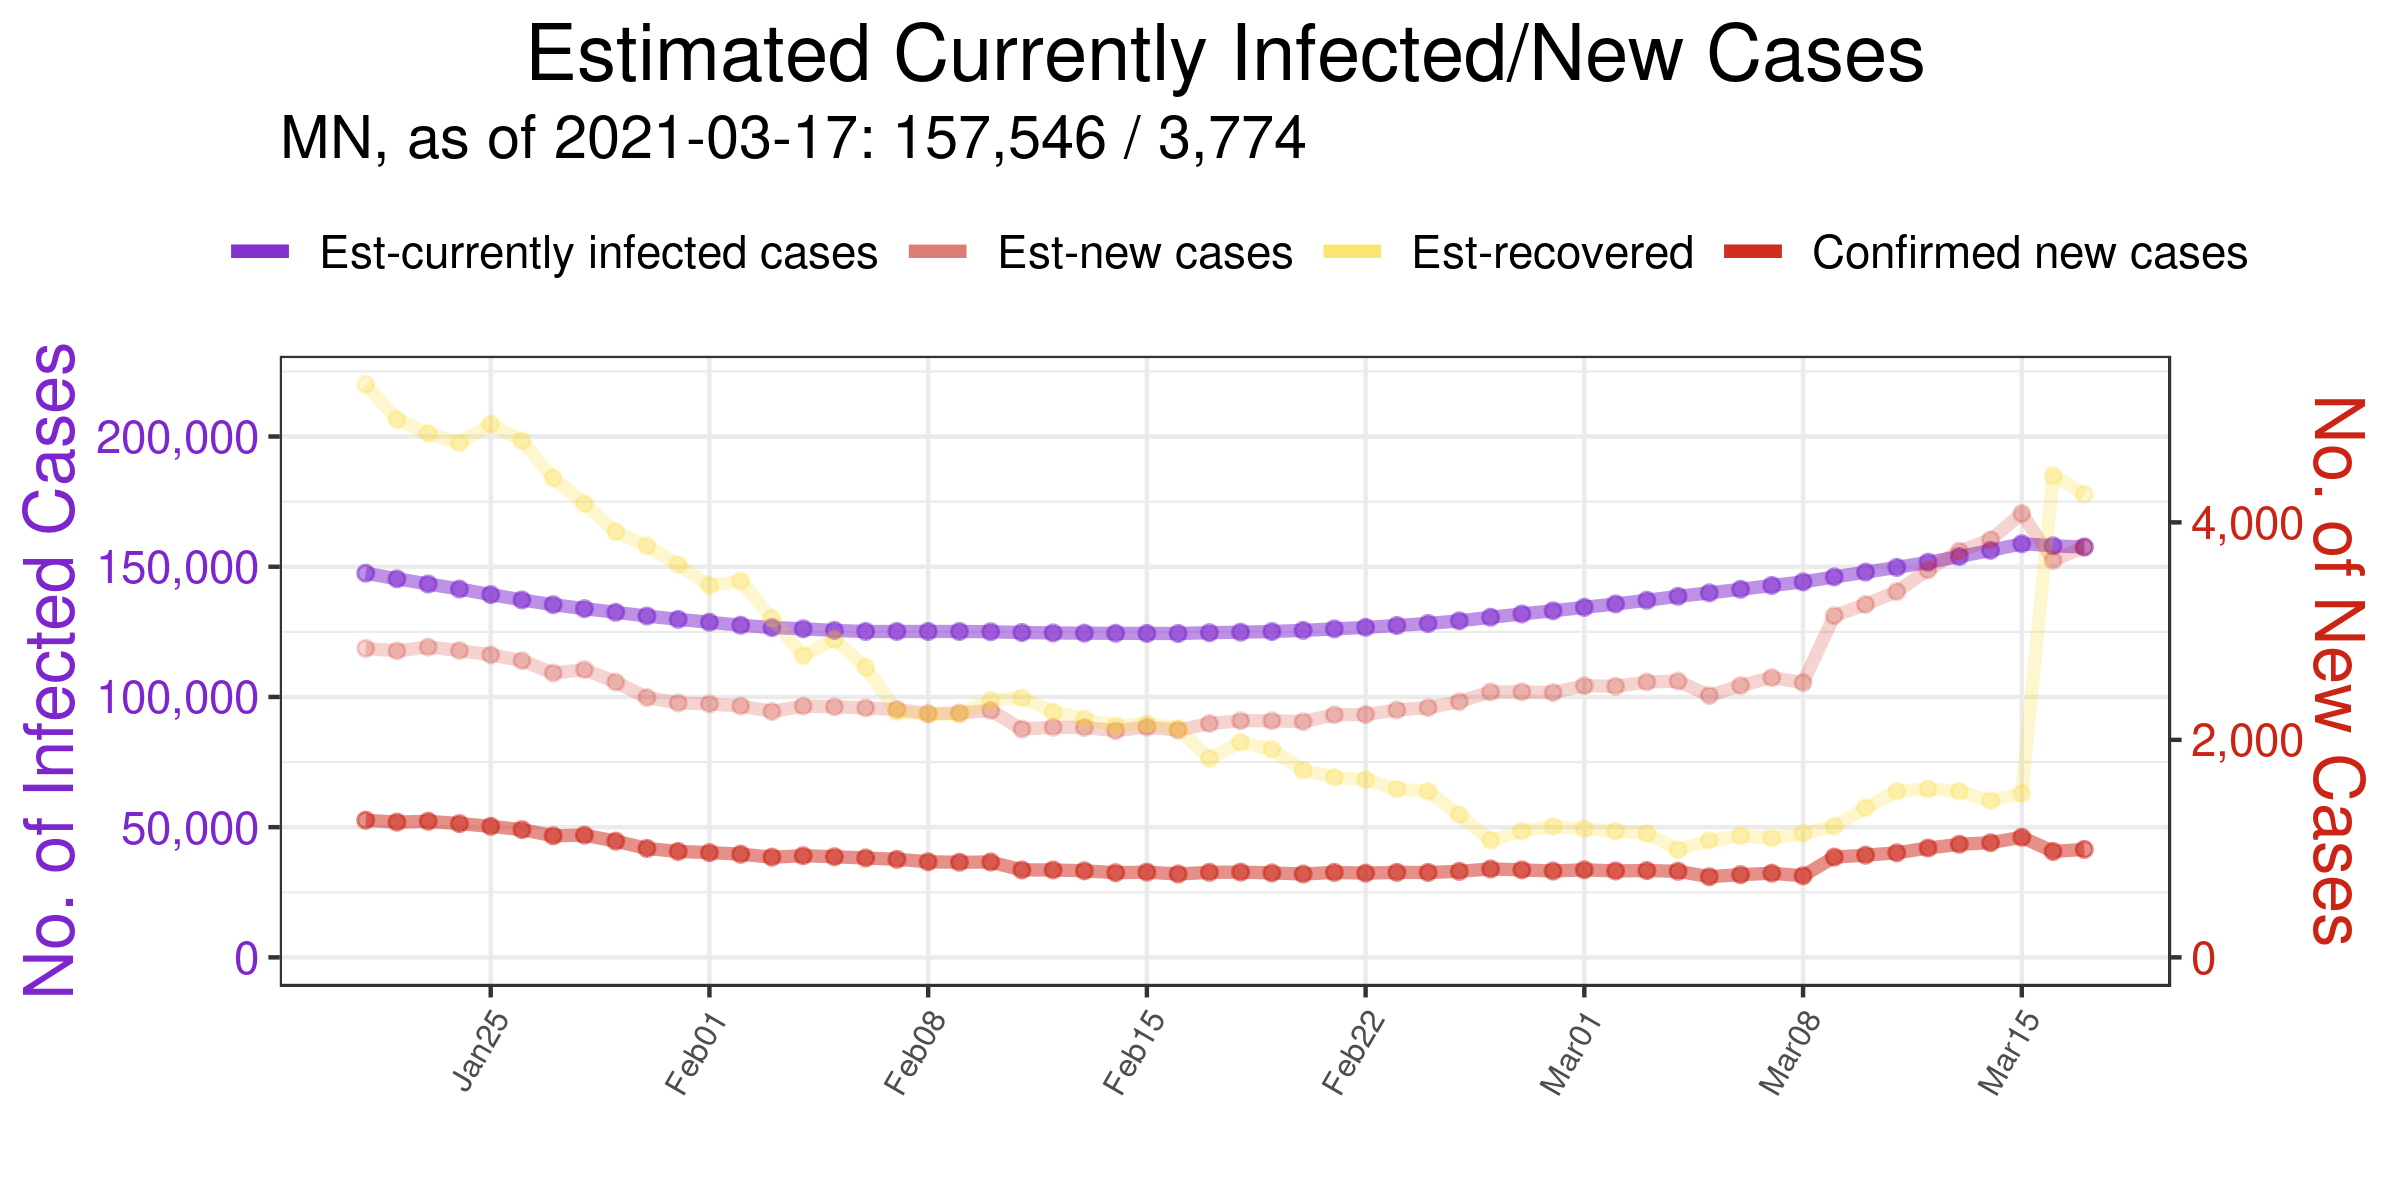 Estimated Currently Infected/New Cases
MN, as of 2021-03-17: 157,546 / 3,774
Est-currently infected cases Est-new cases Est-recovered Confirmed new cases
No. of Infected Cases
200,000
150,000
100,000
50,000
0
4,000
2,000
0
No. of New Cases
Jan25 Feb01 Feb08 Feb15 Feb22 Mar01 Mar08 Mar15